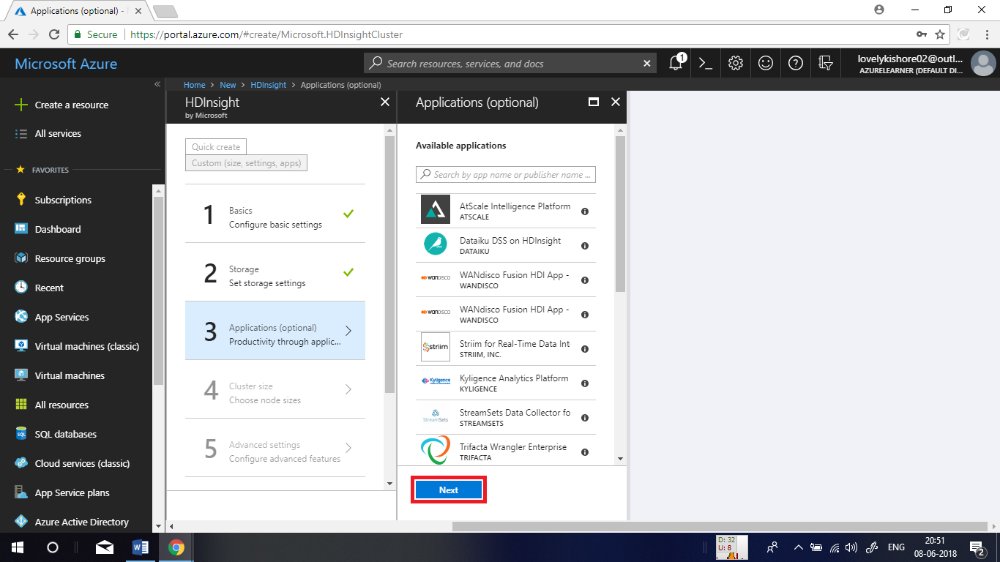 Applications (optional) -
Secure
https://portal.azure.com/#create/Microsoft.HDInsightCluster
Microsoft Azure
Search resources, services, and docs
1
lovelykishore02@outl...
AZURELEARNER (DEFAULT DI...
Home > New > HDInsight > Applications (optional)
Create a resource
All services
FAVORITES
Subscriptions
Dashboard
Resource groups
Recent
App Services
Virtual machines (classic)
Virtual machines
All resources
SQL databases
Cloud services (classic)
App Service plans
Azure Active Directory
HDInsight
by Microsoft
Quick create
Custom (size, settings, apps)
1
Basics
Configure basic settings
2
Storage
Set storage settings
3
Applications (optional)
Productivity through applic...
4
Cluster size
Choose node sizes
5
Advanced settings
Configure advanced features
Applications (optional)
Available applications
Search by app name or publisher name ...
AtScale Intelligence Platform
ATSCALE
Dataiku DSS on HDInsight
DATAIKU
WANdisco Fusion HDI App -
WANDISCO
WANdisco Fusion HDI App -
WANDISCO
striim
Striim for Real-Time Data Int
STRIIM, INC.
Kyligence
Kyligence Analytics Platform
KYLIGENCE
StreamSets
StreamSets Data Collector fo
STREAMSETS
Trifacta Wrangler Enterprise
TRIFACTA
Next
D: 32
U: 8
ENG
20:51
08-06-2018
2